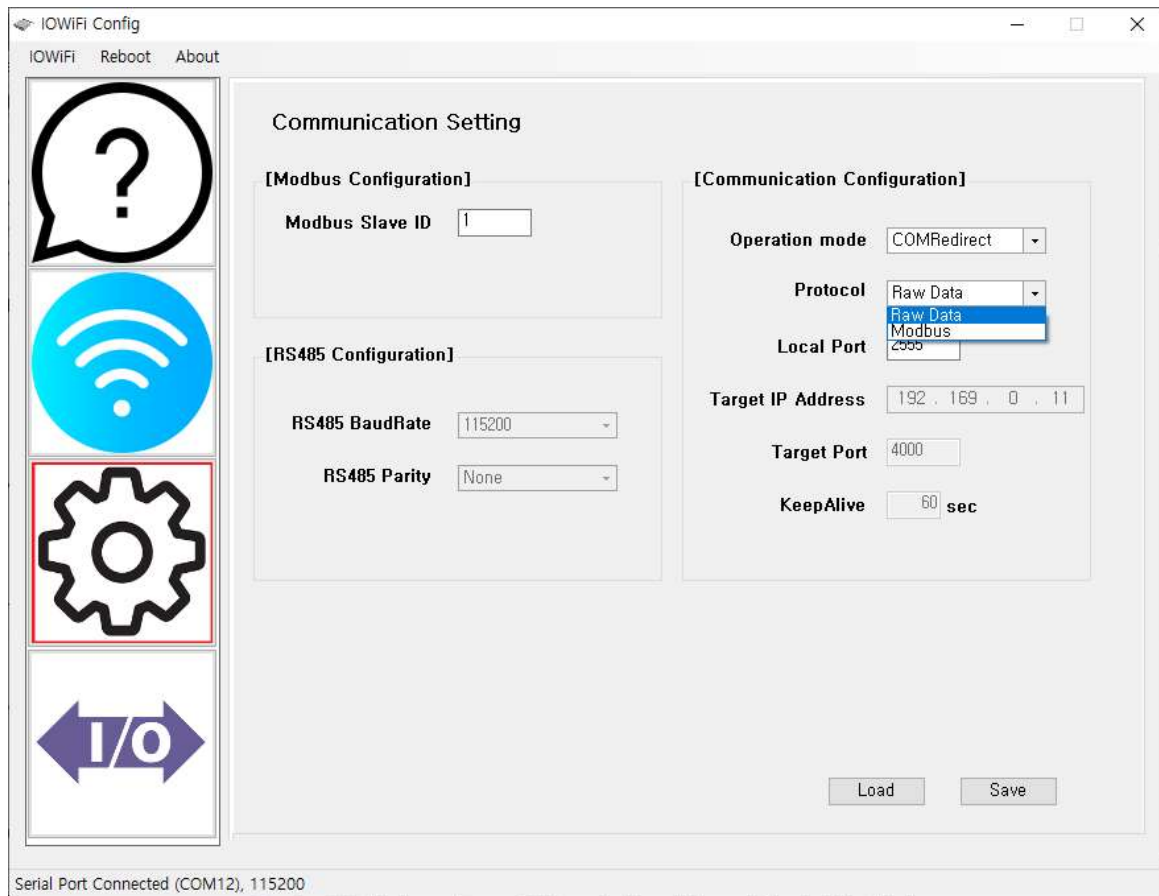 IOWiFi Config
IOWiFi Reboot About
?
I/O
Communication Setting
[Modbus Configuration]
Modbus Slave ID 1
[RS485 Configuration]
RS485 BaudRate 115200
RS485 Parity None
[Communication Configuration]
Operation mode COMRedirect
Protocol Raw Data
Raw Data
Modbus
Local Port 2555
Target IP Address 192 . 169 . 0 . 11
Target Port 4000
KeepAlive 60 sec
Load Save
Serial Port Connected (COM12), 115200